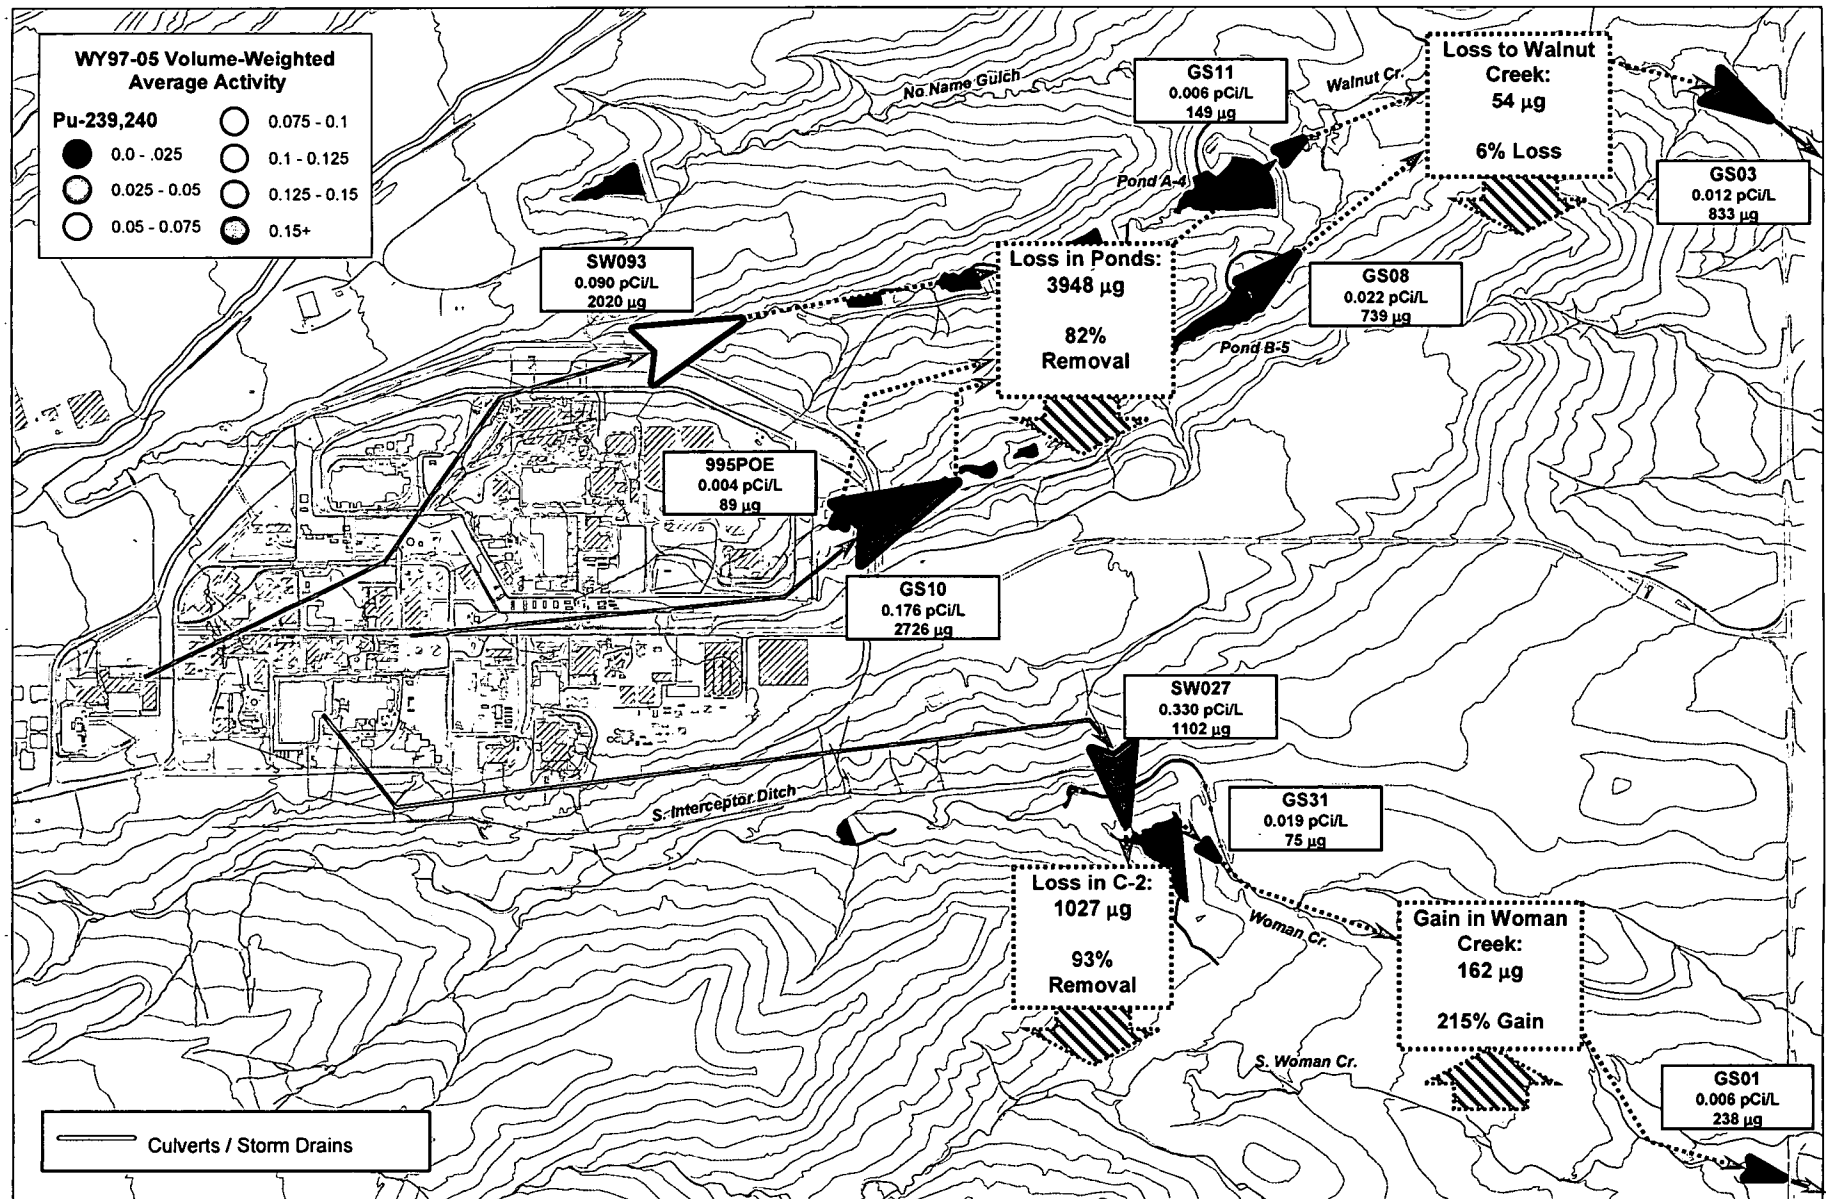 WY97-05 Volume-Weighted
Average Activity
Pu-239,240
0.0 - .025
0.025 - 0.05
0.05 - 0.075
0.075 - 0.1
0.1 - 0.125
0.125 - 0.15
0.15+
No Name Gulch
GS11
0.006 pCi/L
149 µg
Walnut Cr.
Loss to Walnut
Creek:
54 µg
6% Loss
GS03
0.012 pCi/L
833 µg
Pond A-4
SW093
0.090 pCi/L
2020 µg
Loss in Ponds:
3948 µg
82%
Removal
GS08
0.022 pCi/L
739 µg
Pond B-5
995POE
0.004 pCi/L
89 µg
GS10
0.176 pCi/L
2726 µg
SW027
0.330 pCi/L
1102 µg
S. Interceptor Ditch
GS31
0.019 pCi/L
75 µg
Loss in C-2:
1027 µg
93%
Removal
Woman Cr.
Gain in Woman
Creek:
162 µg
215% Gain
S. Woman Cr.
GS01
0.006 pCi/L
238 µg
Culverts / Storm Drains